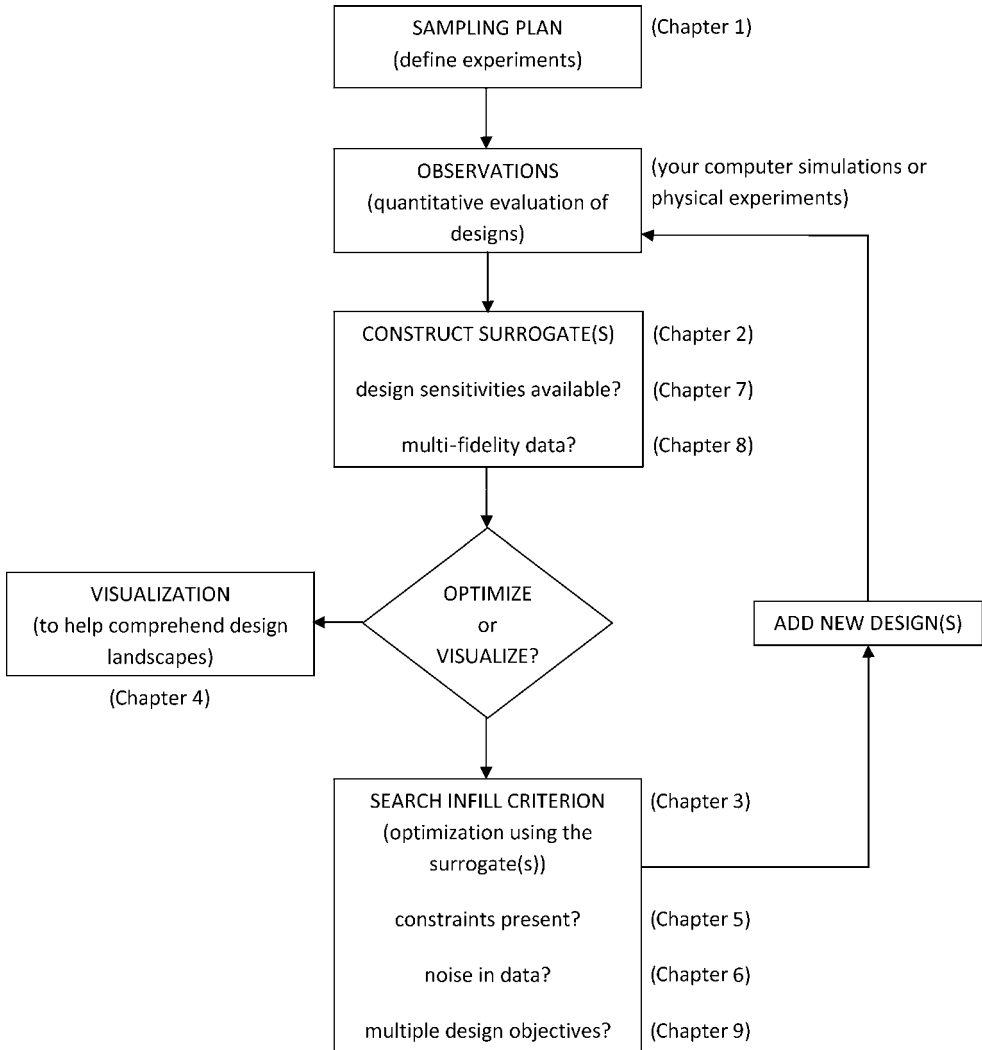 SAMPLING PLAN
(define experiments)
(Chapter 1)
OBSERVATIONS
(quantitative evaluation of
designs)
(your computer simulations or
physical experiments)
CONSTRUCT SURROGATE(S)
(Chapter 2)
design sensitivities available?
(Chapter 7)
multi-fidelity data?
(Chapter 8)
OPTIMIZE
or
VISUALIZE?
VISUALIZATION
(to help comprehend design
landscapes)
(Chapter 4)
ADD NEW DESIGN(S)
SEARCH INFILL CRITERION
(optimization using the
surrogate(s))
(Chapter 3)
constraints present?
(Chapter 5)
noise in data?
(Chapter 6)
multiple design objectives?
(Chapter 9)